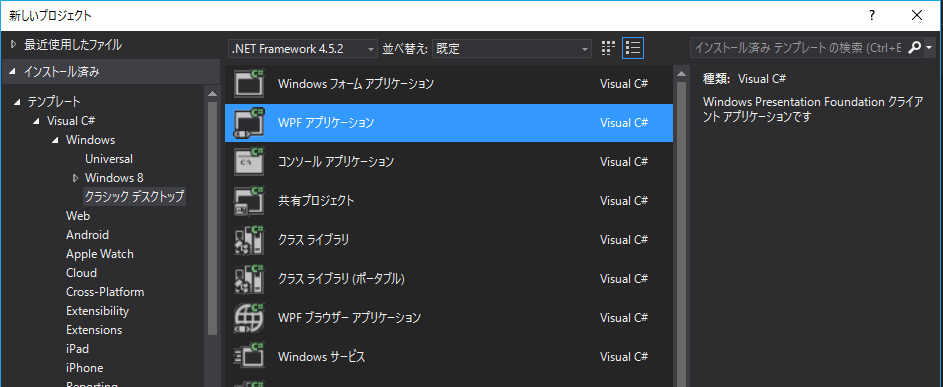 新しいプロジェクト
最近使用したファイル
.NET Framework 4.5.2
並べ替え: 既定
インストール済み テンプレート の検索 (Ctrl+E
インストール済み
テンプレート
Visual C#
Windows
Universal
Windows 8
クラシック デスクトップ
Web
Android
Apple Watch
Cloud
Cross-Platform
Extensibility
Extensions
iPad
iPhone
Reporting
Windows フォーム アプリケーション Visual C#
WPF アプリケーション Visual C#
コンソール アプリケーション Visual C#
共有プロジェクト Visual C#
クラス ライブラリ Visual C#
クラス ライブラリ (ポータブル) Visual C#
WPF ブラウザー アプリケーション Visual C#
Windows サービス Visual C#
種類: Visual C#
Windows Presentation Foundation クライ
アント アプリケーションです